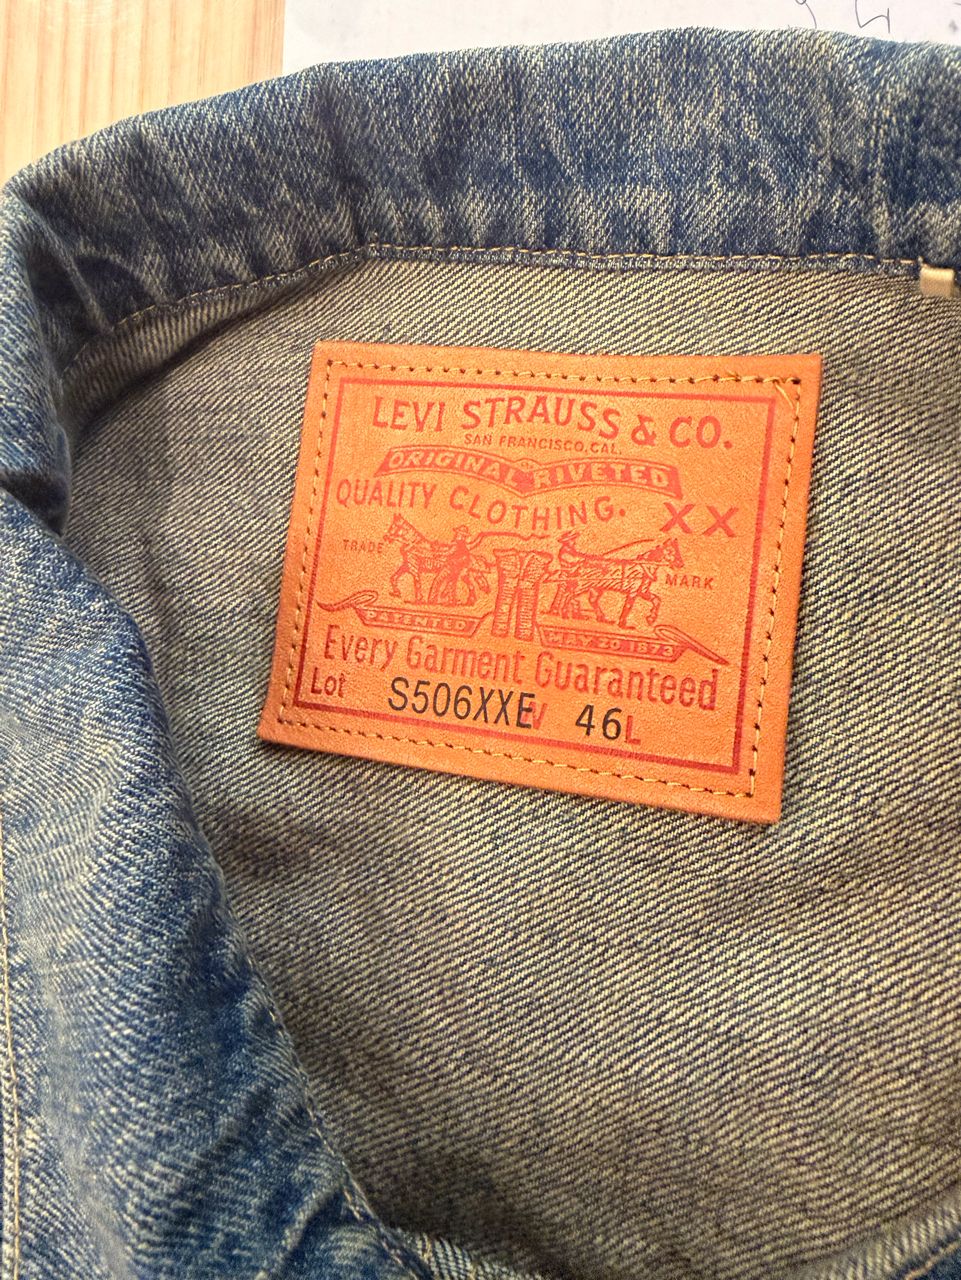 LEVI STRAUSS & CO.
SAN FRANCISCO, CAL.
ORIGINAL RIVETED
QUALITY CLOTHING. XX
TRADE MARK
PATENTED MAY 20 1873
Every Garment Guaranteed
Lot S506XXE W 46 L